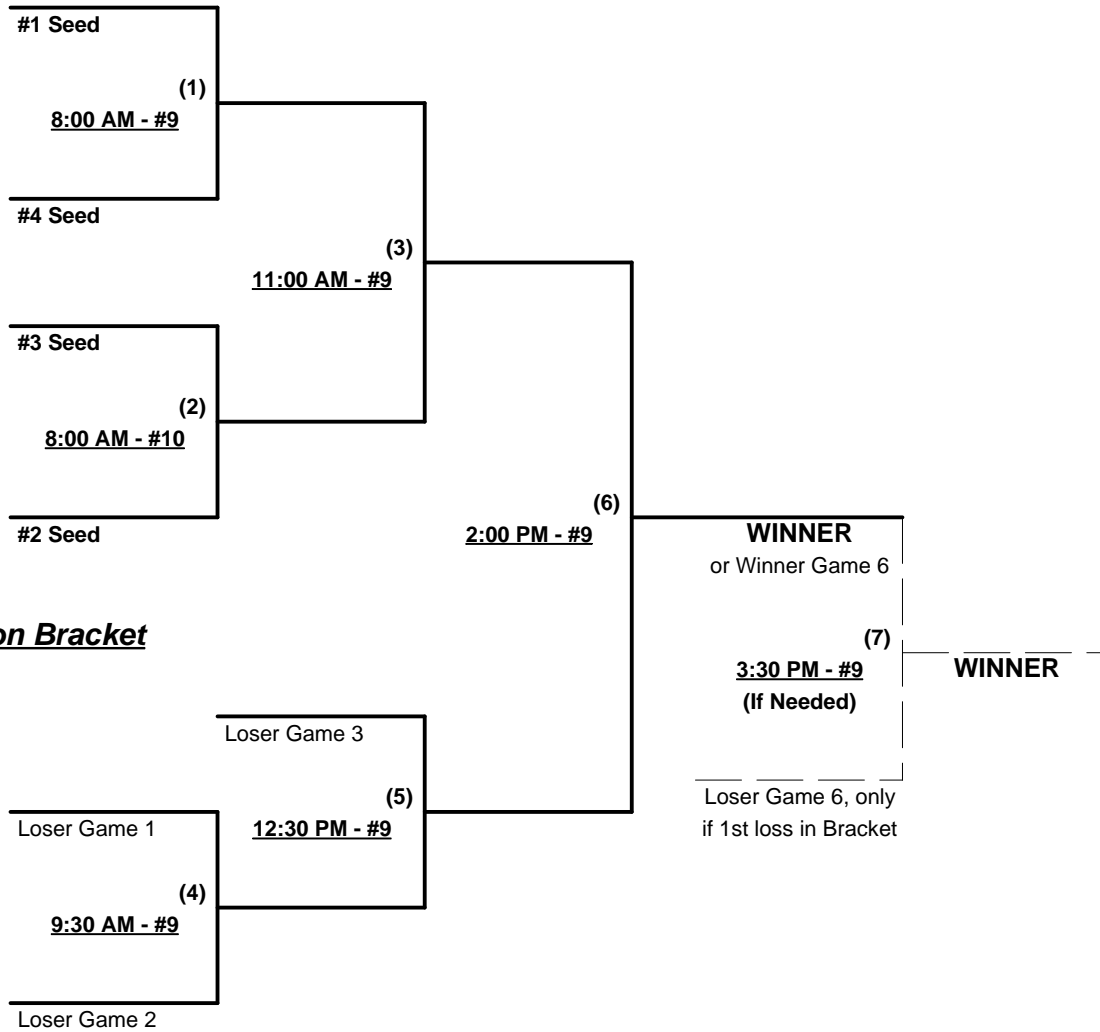 #1 Seed
(1)
8:00 AM - #9
#4 Seed
(3)
11:00 AM - #9
#3 Seed
(2)
8:00 AM - #10
#2 Seed
(6)
2:00 PM - #9
WINNER
or Winner Game 6
(7)
3:30 PM - #9
(If Needed)
WINNER
Loser Game 6, only
if 1st loss in Bracket
on Bracket
Loser Game 3
(5)
12:30 PM - #9
Loser Game 1
(4)
9:30 AM - #9
Loser Game 2